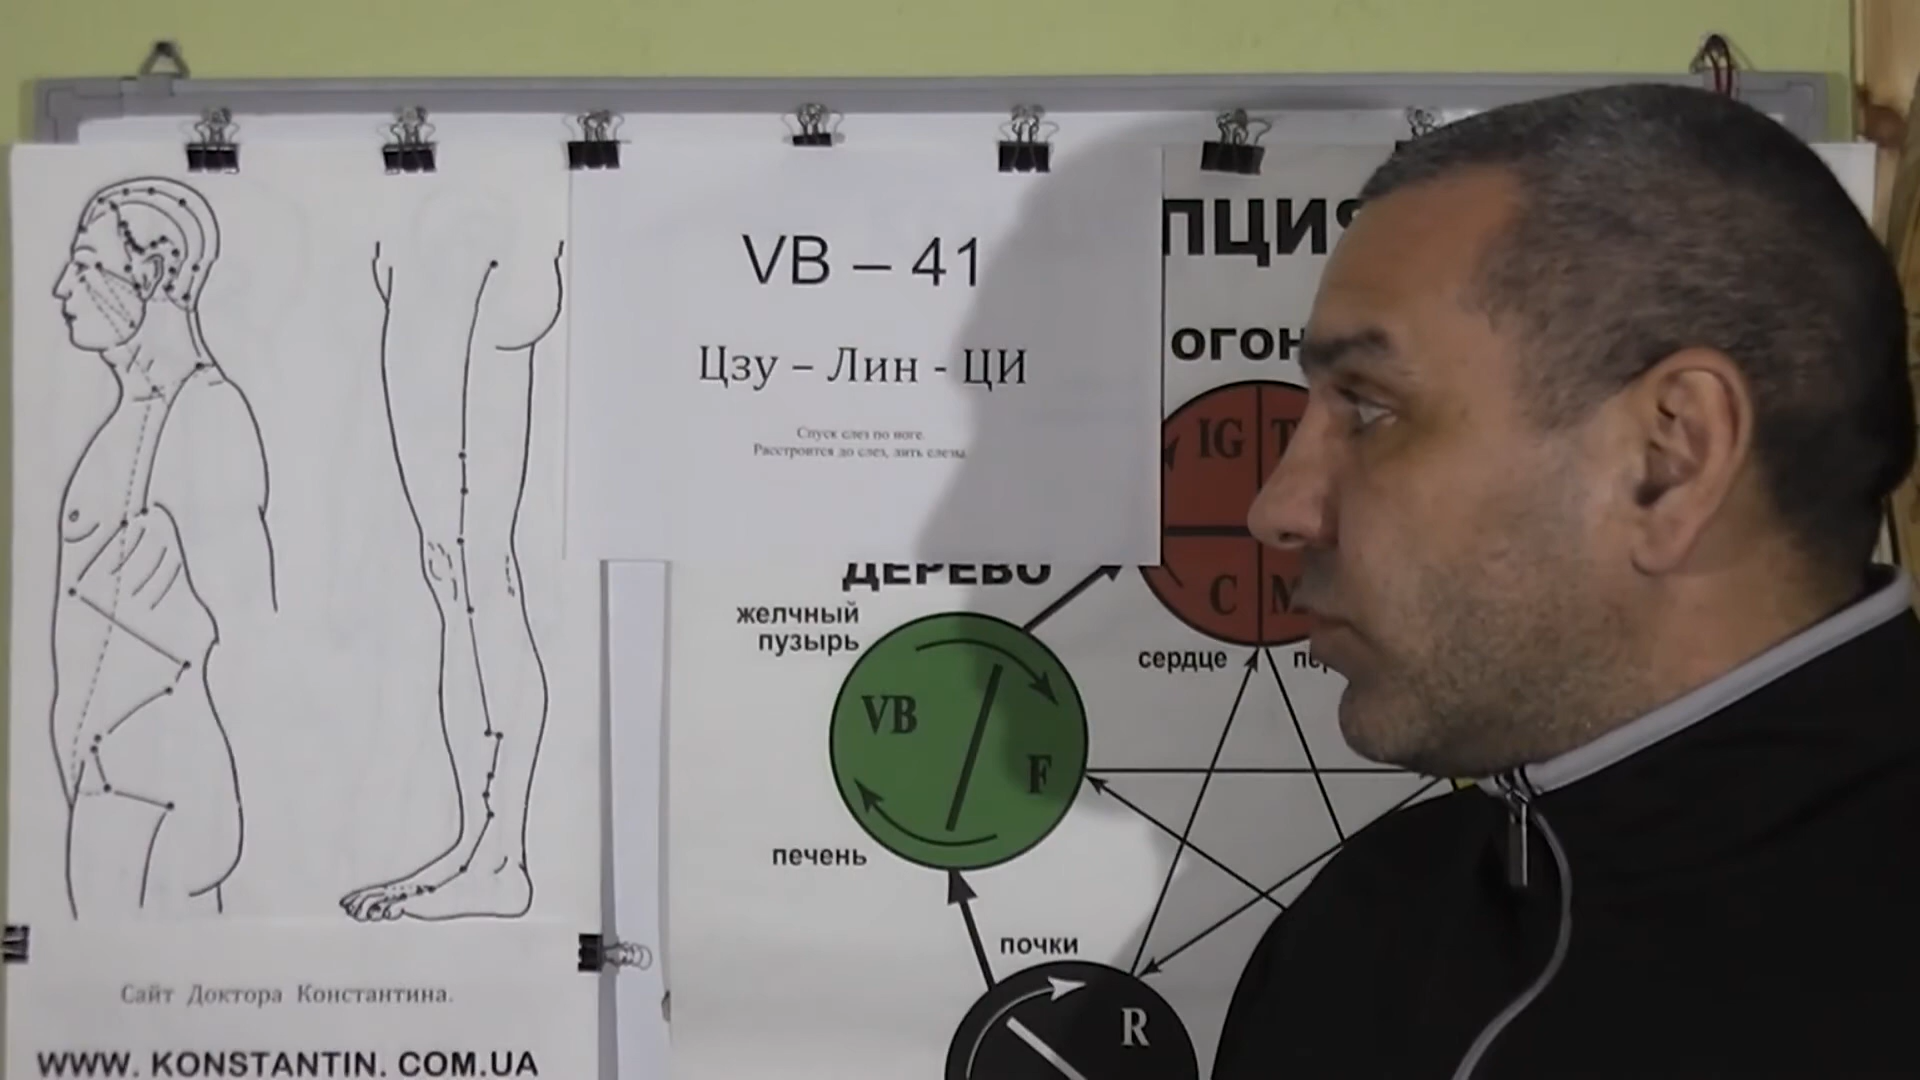 VB – 41
Цзу – Лин - ЦИ
Спуск слез по ноге.
Расстроится до слез, лить слезы
ОГОН
IG
C
сердце
ДЕРЕВО
желчный
пузырь
VB
F
печень
почки
R
Сайт Доктора Константина.
WWW. KONSTANTIN. COM.UA